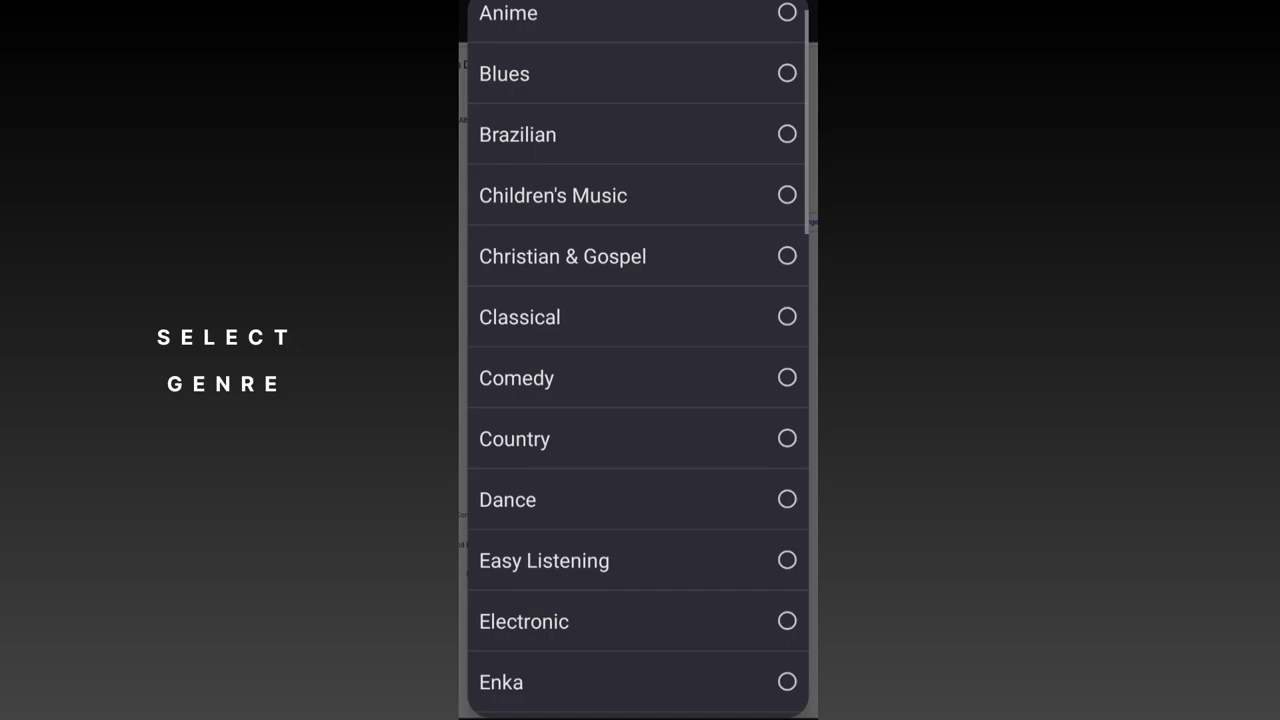 SELECT
GENRE
Anime
Blues
Brazilian
Children's Music
Christian & Gospel
Classical
Comedy
Country
Dance
Easy Listening
Electronic
Enka